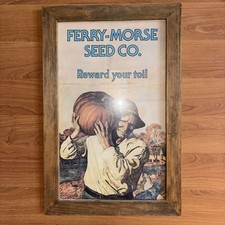 FERRY-MORSE
SEED CO.
Reward your toil